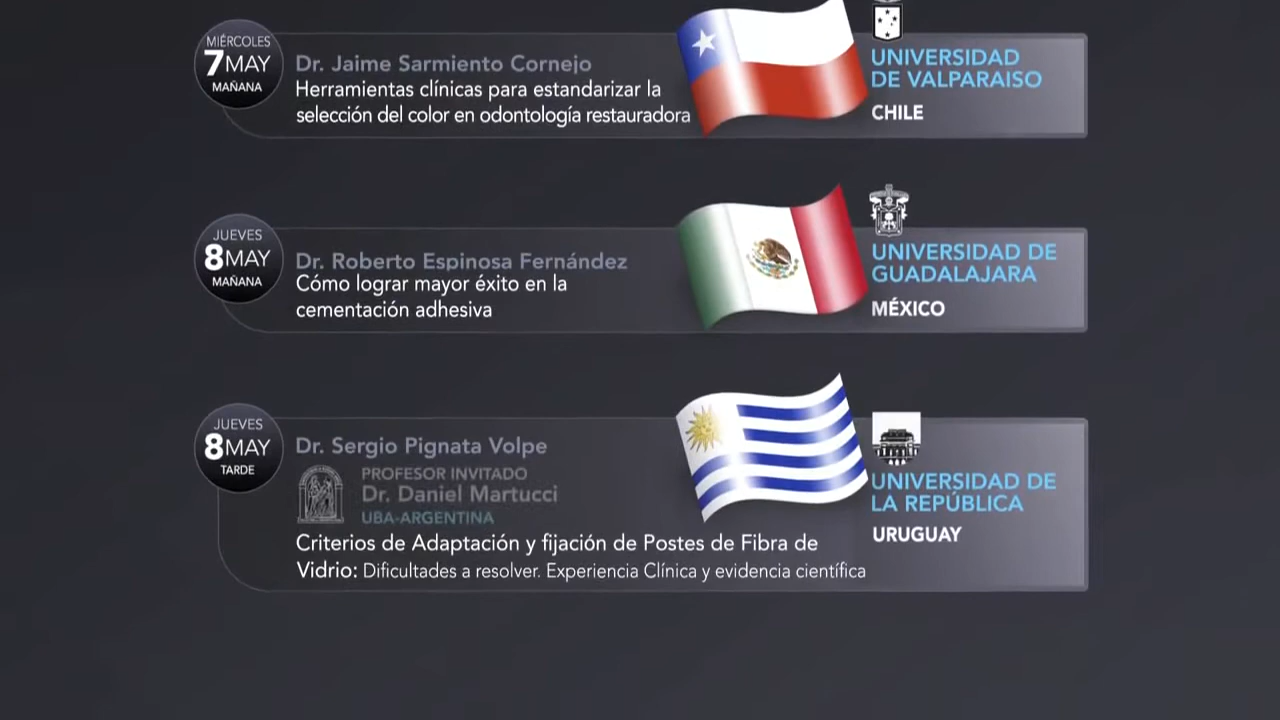 MIÉRCOLES
7MAY
MAÑANA
Dr. Jaime Sarmiento Cornejo
Herramientas clínicas para estandarizar la
selección del color en odontología restauradora
UNIVERSIDAD
DE VALPARAISO
CHILE
JUEVES
8MAY
MAÑANA
Dr. Roberto Espinosa Fernández
Cómo lograr mayor éxito en la
cementación adhesiva
UNIVERSIDAD DE
GUADALAJARA
MÉXICO
JUEVES
8MAY
TARDE
Dr. Sergio Pignata Volpe
PROFESOR INVITADO
Dr. Daniel Martucci
UBA-ARGENTINA
Criterios de Adaptación y fijación de Postes de Fibra de
Vidrio: Dificultades a resolver. Experiencia Clínica y evidencia científica
UNIVERSIDAD DE
LA REPÚBLICA
URUGUAY